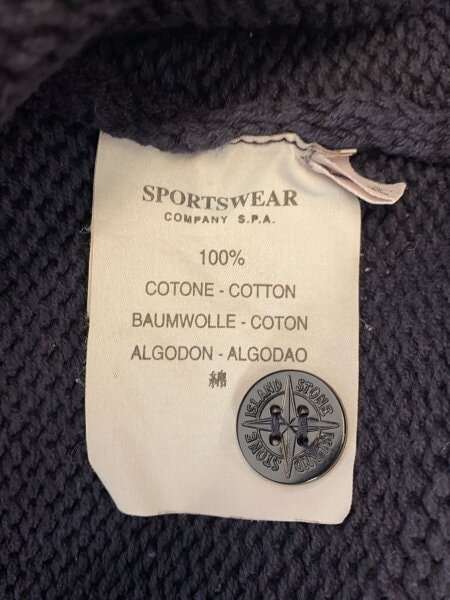 SPORTSWEAR
COMPANY S.P.A.
100%
COTONE - COTTON
BAUMWOLLE - COTON
ALGODON - ALGODAO
綿
STONE ISLAND STONE ISLAND